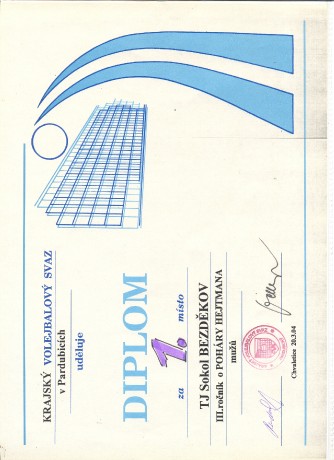 KRAJSKÝ VOLEJBALOVÝ SVAZ
v Pardubicích
uděluje
DIPLOM
za 1. místo
TJ Sokol BEZDĚKOV
III.ročník o POHÁRY HEJTMANA
mužů
Chvaletice 20.3.04